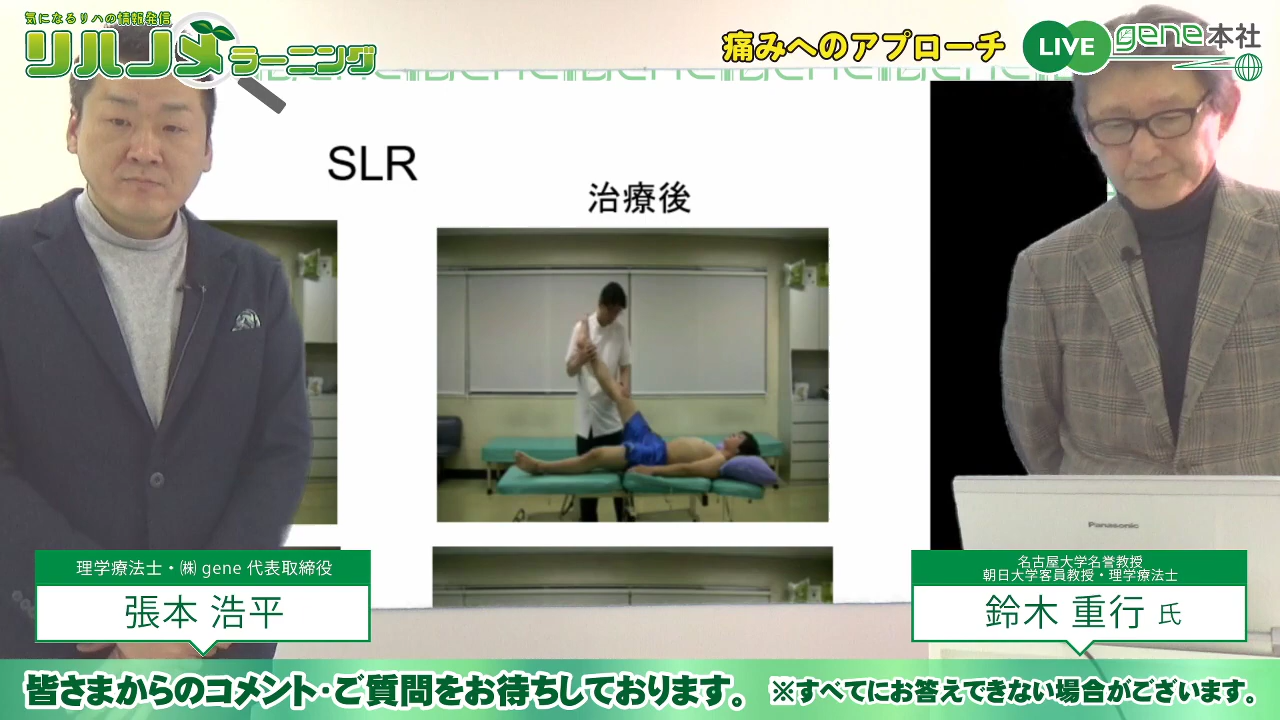 気になるリハの情報発信
リハノメ ラーニング
痛みへのアプローチ
LIVE
gene本社
SLR
治療後
Panasonic
理学療法士・㈱gene 代表取締役
張本 浩平
名古屋大学名誉教授
朝日大学客員教授・理学療法士
鈴木 重行 氏
皆さまからのコメント・ご質問をお待ちしております。
※すべてにお答えできない場合がございます。